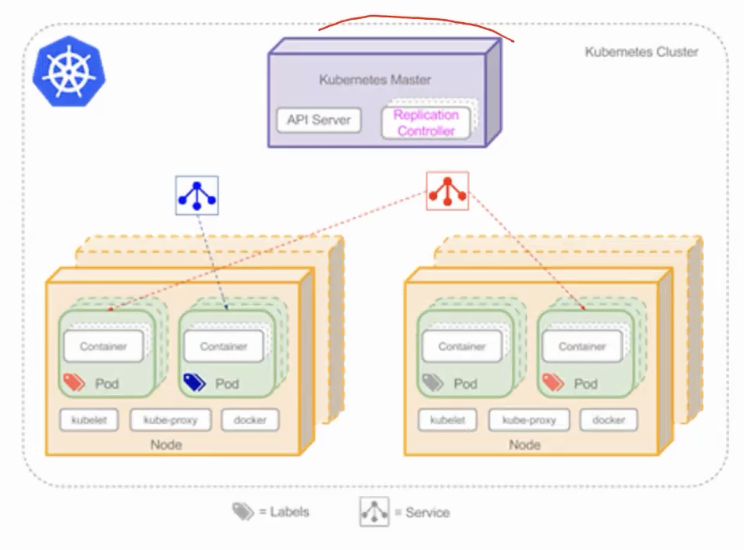 Kubernetes Cluster
Kubernetes Master
API Server
Replication
Controller
Container
Container
Container
Container
Pod
Pod
Pod
Pod
kubelet
kube-proxy
docker
kubelet
kube-proxy
docker
Node
Node
= Labels
= Service